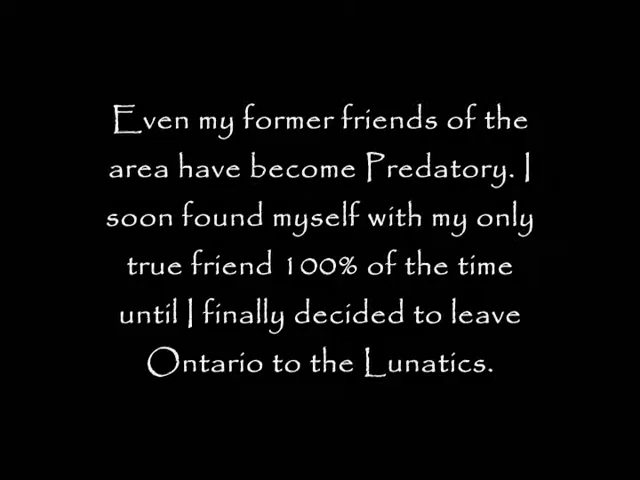 Even my former friends of the
area have become Predatory. I
soon found myself with my only
true friend 100% of the time
until I finally decided to leave
Ontario to the Lunatics.